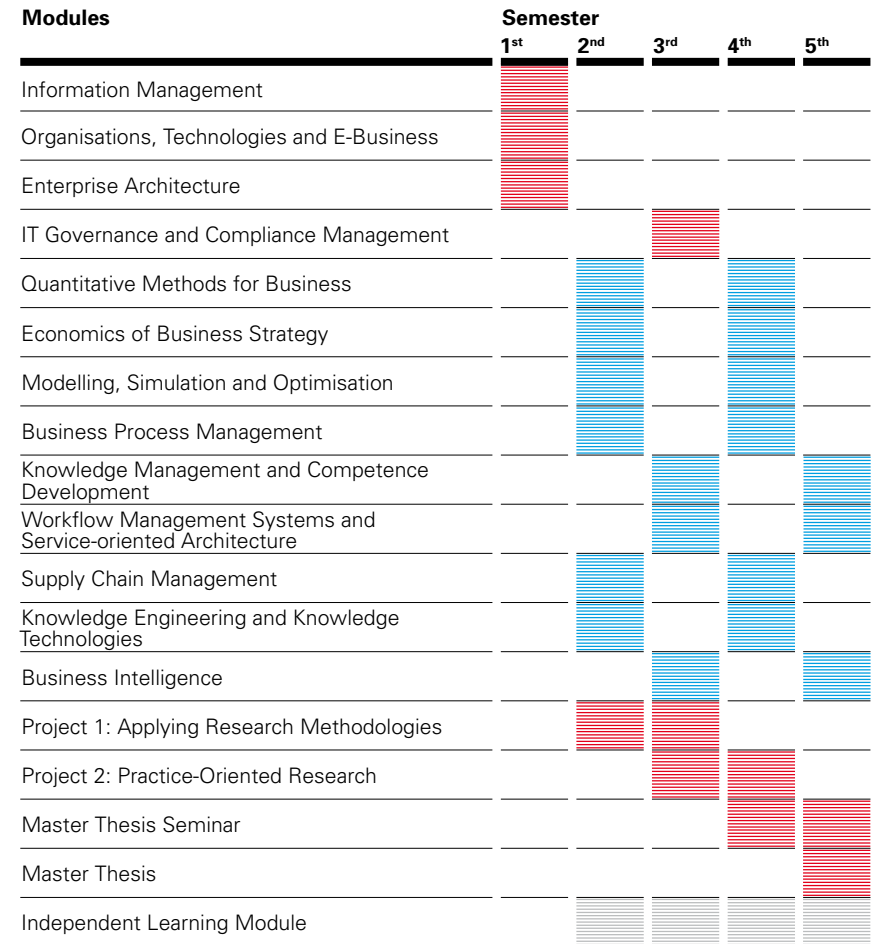 Modules Semester
1st 2nd 3rd 4th 5th
Information Management
Organisations, Technologies and E-Business
Enterprise Architecture
IT Governance and Compliance Management
Quantitative Methods for Business
Economics of Business Strategy
Modelling, Simulation and Optimisation
Business Process Management
Knowledge Management and Competence
Development
Workflow Management Systems and
Service-oriented Architecture
Supply Chain Management
Knowledge Engineering and Knowledge
Technologies
Business Intelligence
Project 1: Applying Research Methodologies
Project 2: Practice-Oriented Research
Master Thesis Seminar
Master Thesis
Independent Learning Module